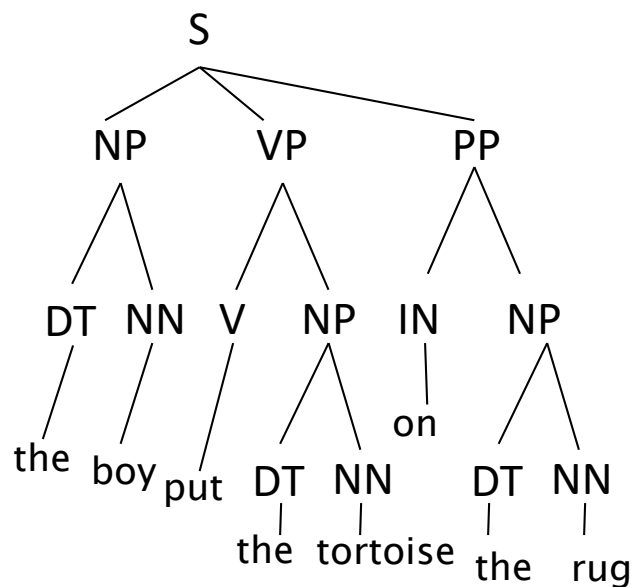 S
NP VP PP
DT NN V NP IN NP
on
the boy put DT NN DT NN
the tortoise the rug